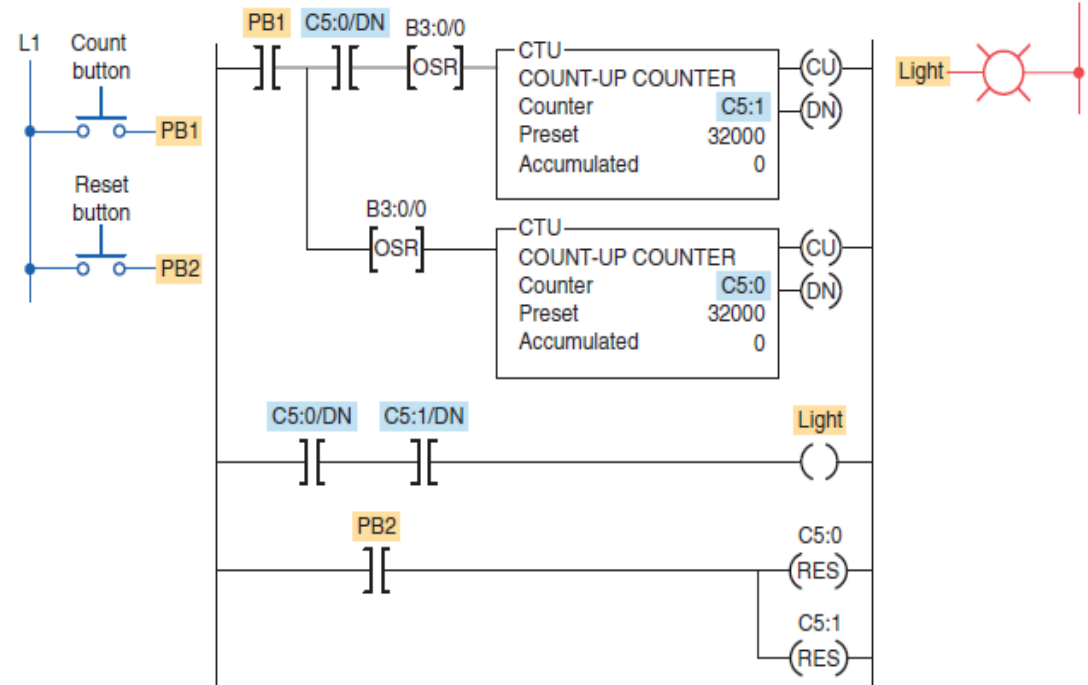 L1
Count
button
PB1
Reset
button
PB2
PB1
C5:0/DN
B3:0/0
OSR
CTU
COUNT-UP COUNTER
Counter C5:1
Preset 32000
Accumulated 0
CU
DN
Light
B3:0/0
OSR
CTU
COUNT-UP COUNTER
Counter C5:0
Preset 32000
Accumulated 0
CU
DN
C5:0/DN
C5:1/DN
Light
PB2
C5:0
RES
C5:1
RES